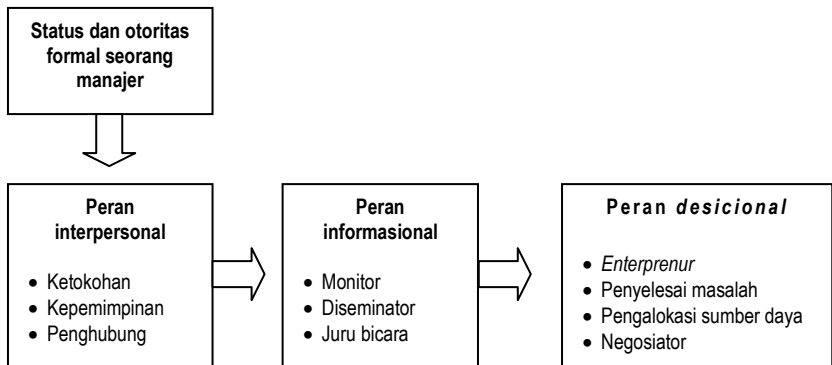 Status dan otoritas
formal seorang
manajer
Peran
interpersonal
• Ketokohan
• Kepemimpinan
• Penghubung
Peran
informasional
• Monitor
• Diseminator
• Juru bicara
Peran desicional
• Enterprenur
• Penyelesai masalah
• Pengalokasi sumber daya
• Negosiator